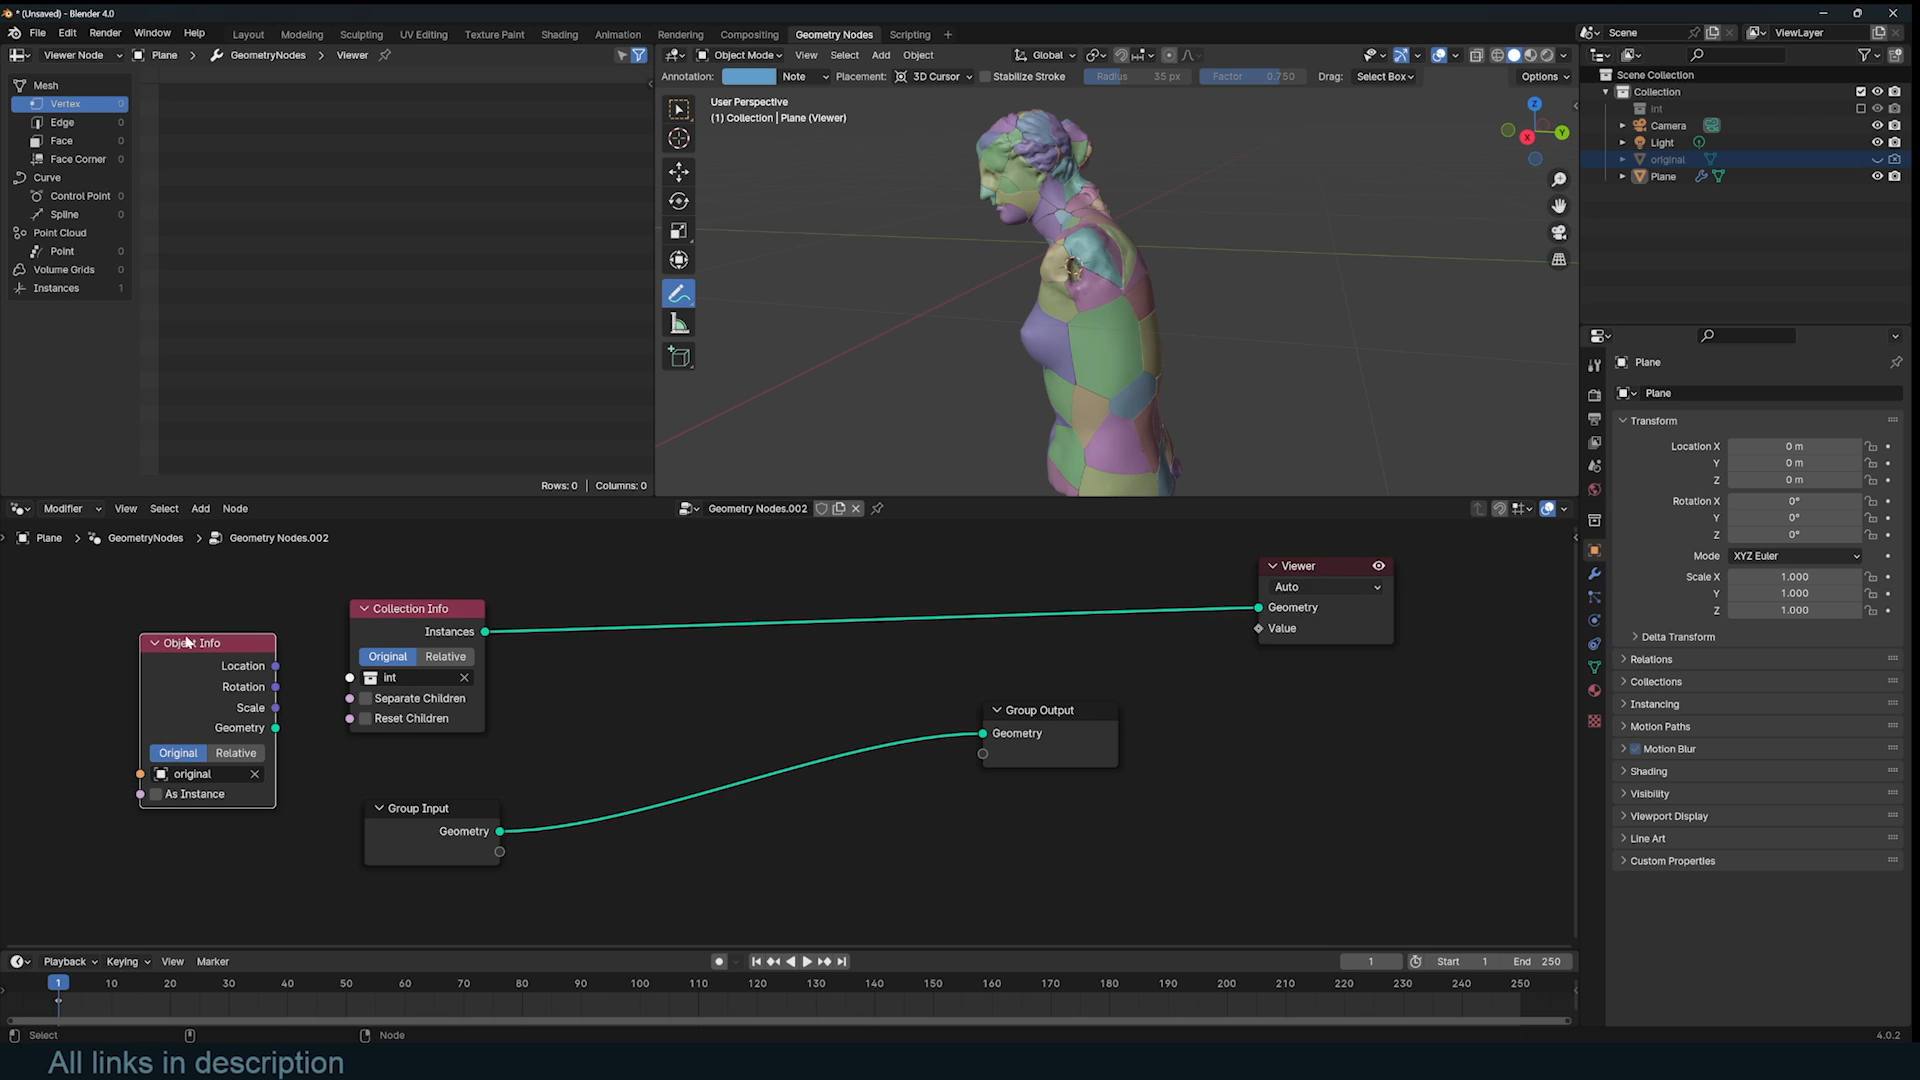 * (Unsaved) - Blender 4.0
File Edit Render Window Help Layout Modeling Sculpting UV Editing Texture Paint Shading Animation Rendering Compositing Geometry Nodes Scripting + Scene ViewLayer
Viewer Node Plane > GeometryNodes > Viewer
Mesh
Vertex 0
Edge 0
Face 0
Face Corner 0
Curve
Control Point 0
Spline 0
Point Cloud
Point 0
Volume Grids 0
Instances 1
Rows: 0 | Columns: 0
Object Mode View Select Add Object Global
Annotation: Note Placement: 3D Cursor Stabilize Stroke Radius 35 px Factor 0.750 Drag: Select Box Options
User Perspective
(1) Collection | Plane (Viewer)
Z
Y
X
Scene Collection
Collection
Int
Camera
Light
original
Plane
Plane
Plane
Transform
Location X 0 m
Y 0 m
Z 0 m
Rotation X 0°
Y 0°
Z 0°
Mode XYZ Euler
Scale X 1.000
Y 1.000
Z 1.000
Delta Transform
Relations
Collections
Instancing
Motion Paths
Motion Blur
Shading
Visibility
Viewport Display
Line Art
Custom Properties
Modifier View Select Add Node Geometry Nodes.002
Plane > GeometryNodes > Geometry Nodes.002
Object Info
Location
Rotation
Scale
Geometry
Original Relative
original
As Instance
Collection Info
Instances
Original Relative
int
Separate Children
Reset Children
Group Input
Geometry
Group Output
Geometry
Viewer
Auto
Geometry
Value
Playback Keying View Marker 1 Start 1 End 250
1 10 20 30 40 50 60 70 80 90 100 110 120 130 140 150 160 170 180 190 200 210 220 230 240 250
Select Node 4.0.2
All links in description